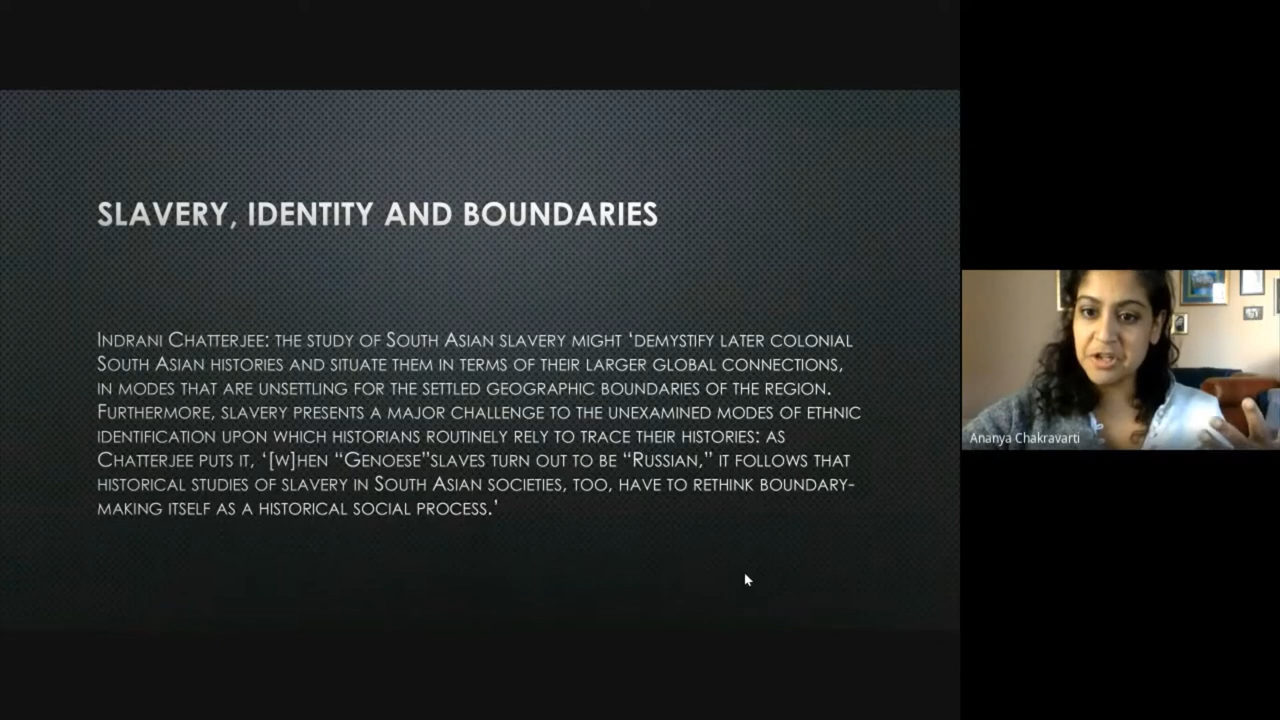 SLAVERY, IDENTITY AND BOUNDARIES
INDRANI CHATTERJEE: THE STUDY OF SOUTH ASIAN SLAVERY MIGHT ‘DEMYSTIFY LATER COLONIAL
SOUTH ASIAN HISTORIES AND SITUATE THEM IN TERMS OF THEIR LARGER GLOBAL CONNECTIONS,
IN MODES THAT ARE UNSETTLING FOR THE SETTLED GEOGRAPHIC BOUNDARIES OF THE REGION.
FURTHERMORE, SLAVERY PRESENTS A MAJOR CHALLENGE TO THE UNEXAMINED MODES OF ETHNIC
IDENTIFICATION UPON WHICH HISTORIANS ROUTINELY RELY TO TRACE THEIR HISTORIES: AS
CHATTERJEE PUTS IT, ‘[W]HEN “GENOESE”SLAVES TURN OUT TO BE “RUSSIAN,” IT FOLLOWS THAT
HISTORICAL STUDIES OF SLAVERY IN SOUTH ASIAN SOCIETIES, TOO, HAVE TO RETHINK BOUNDARY-
MAKING ITSELF AS A HISTORICAL SOCIAL PROCESS.’
Ananya Chakravarti